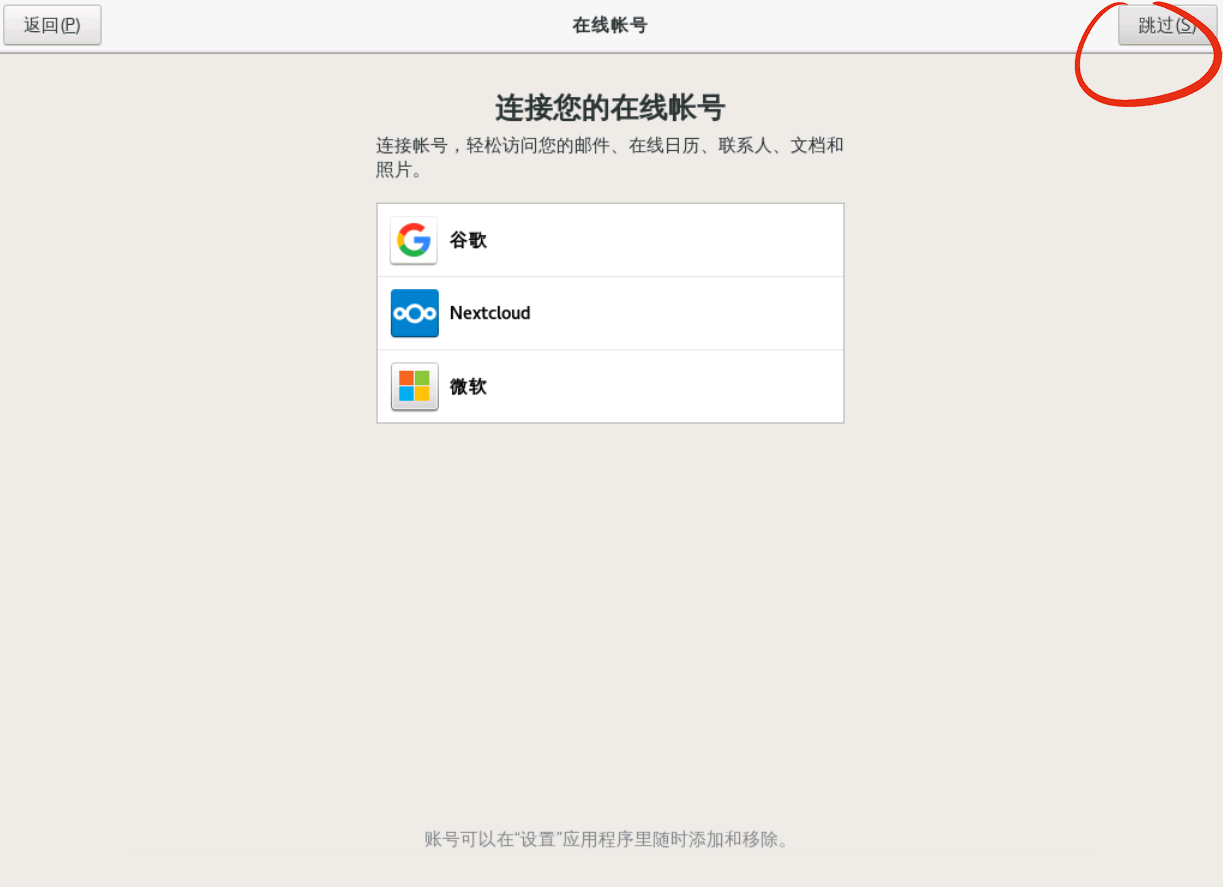 返回(P)
在线帐号
跳过(S)
连接您的在线帐号
连接帐号，轻松访问您的邮件、在线日历、联系人、文档和
照片。
谷歌
Nextcloud
微软
账号可以在“设置”应用程序里随时添加和移除。